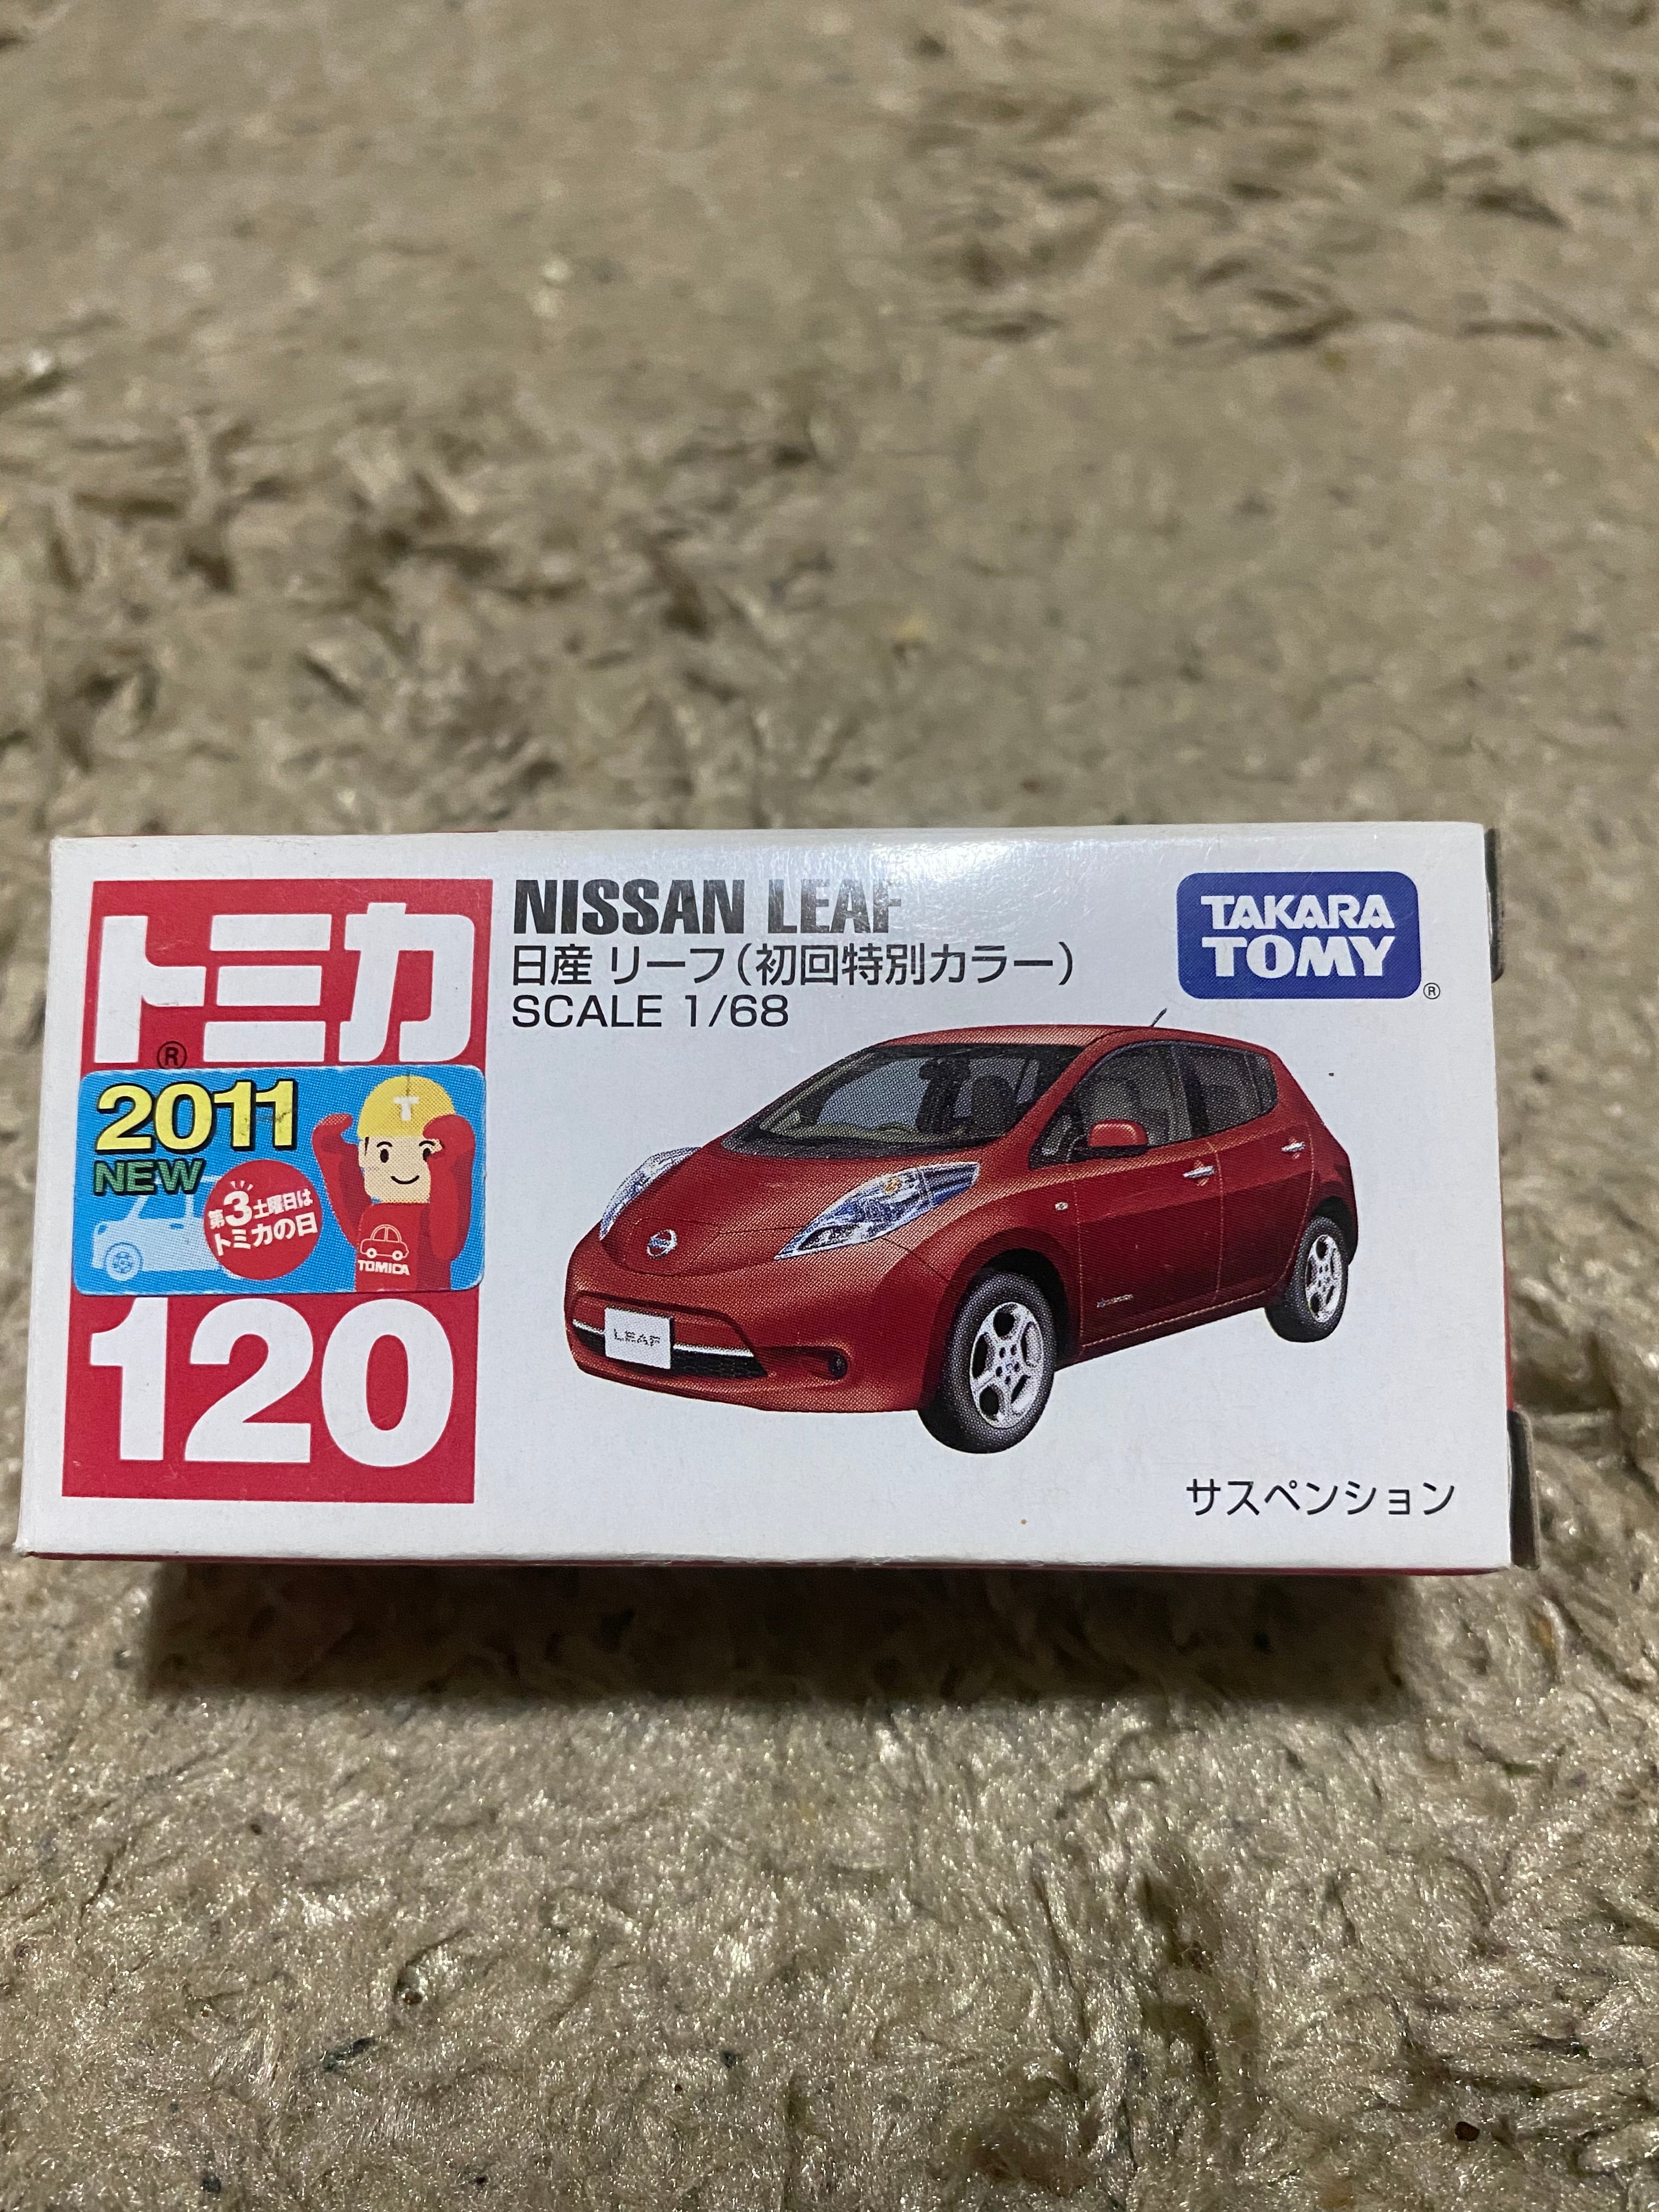 トミカ
®
2011
NEW
第3土曜日は
トミカの日
T
TOMICA
120
NISSAN LEAF
日産 リーフ(初回特別カラー)
SCALE 1/68
TAKARA
TOMY
®
LEAF
サスペンション